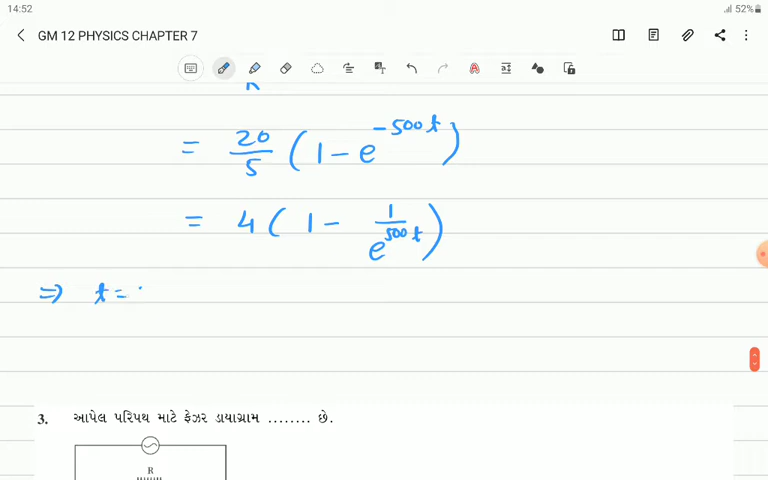 14:52 52%
GM 12 PHYSICS CHAPTER 7
R
= 20/5 ( 1 - e^-500t )
= 4 ( 1 - 1/e^500t )
⇒ t =
3. આપેલ પરિપથ માટે ફેઝર ડાયાગ્રામ ........ છે.
R